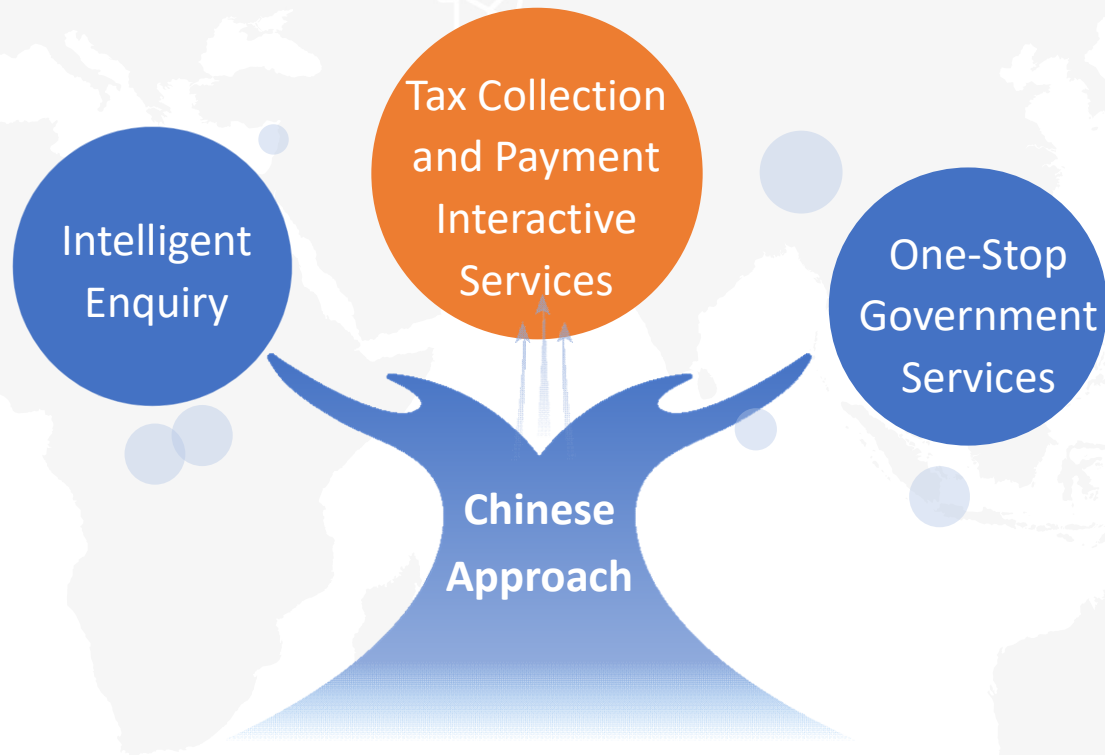 Intelligent
Enquiry
Tax Collection
and Payment
Interactive
Services
One-Stop
Government
Services
Chinese
Approach